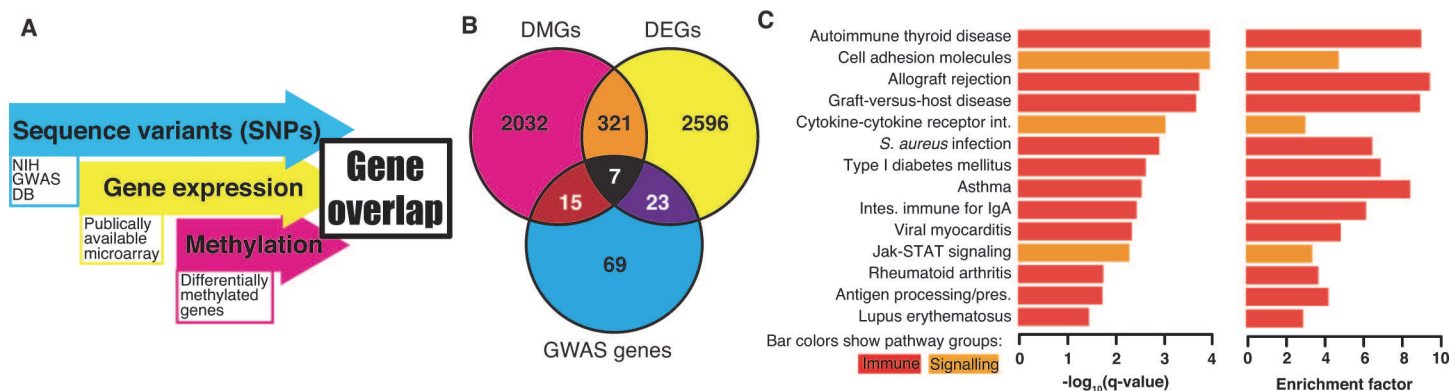 A
Sequence variants (SNPs)
NIH
GWAS
DB
Gene expression
Publically
available
microarray
Methylation
Differentially
methylated
genes
Gene
overlap
B
DMGs
DEGs
2032
321
2596
7
15
23
69
GWAS genes
C
Autoimmune thyroid disease
Cell adhesion molecules
Allograft rejection
Graft-versus-host disease
Cytokine-cytokine receptor int.
S. aureus infection
Type I diabetes mellitus
Asthma
Intes. immune for IgA
Viral myocarditis
Jak-STAT signaling
Rheumatoid arthritis
Antigen processing/pres.
Lupus erythematosus
Bar colors show pathway groups:
Immune
Signalling
0 1 2 3 4
-log10(q-value)
0 2 4 6 8 10
Enrichment factor